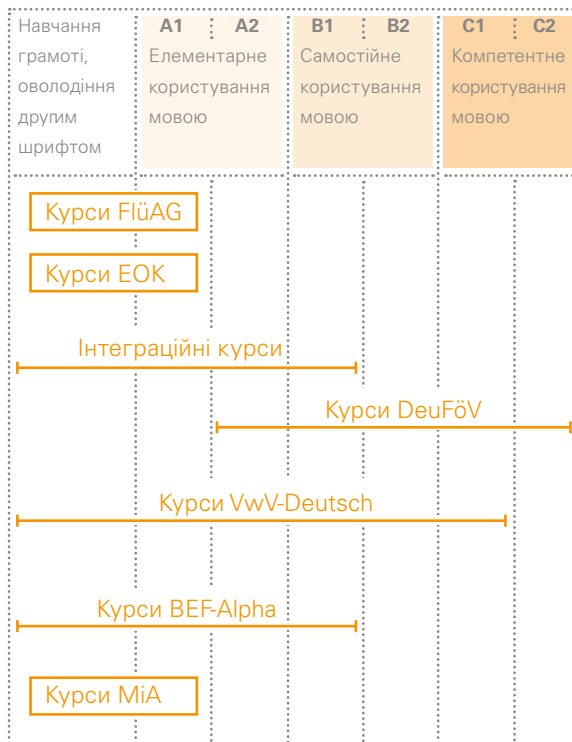 Навчання
грамоті,
оволодіння
другим
шрифтом
A1 A2
Елементарне
користування
мовою
B1 B2
Самостійне
користування
мовою
C1 C2
Компетентне
користування
мовою
Курси FlüAG
Курси EOK
Інтеграційні курси
Курси DeuFöV
Курси VwV-Deutsch
Курси BEF-Alpha
Курси MiA